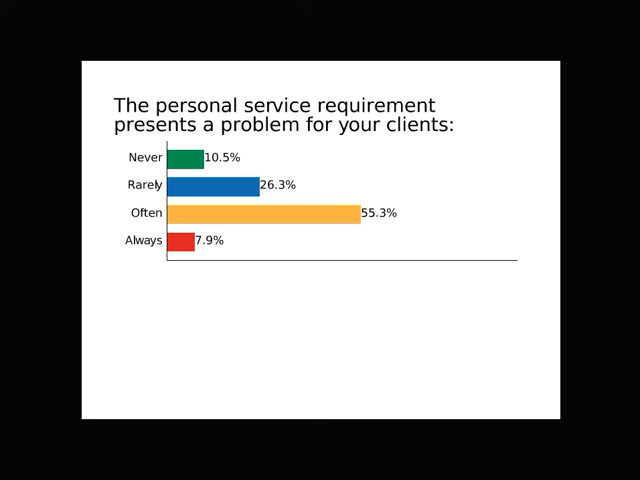 The personal service requirement
presents a problem for your clients:
Never 10.5%
Rarely 26.3%
Often 55.3%
Always 7.9%